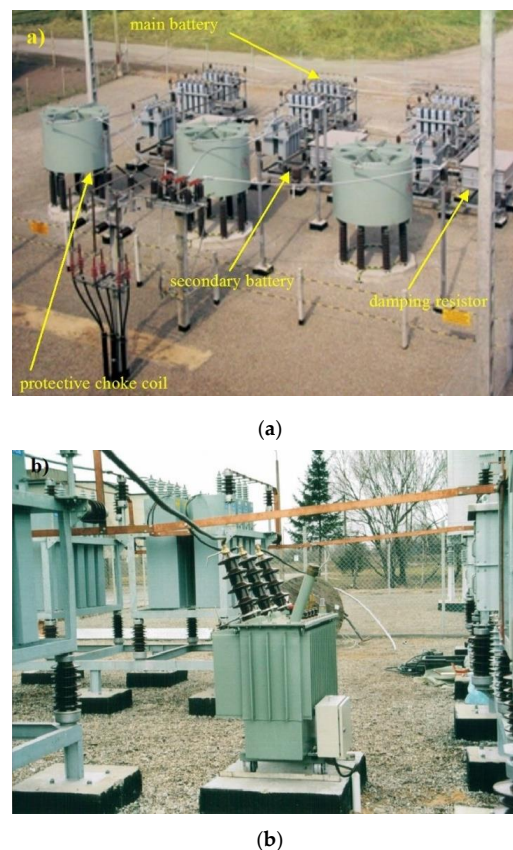 a)
main battery
secondary battery
damping resistor
protective choke coil
(a)
b)
(b)